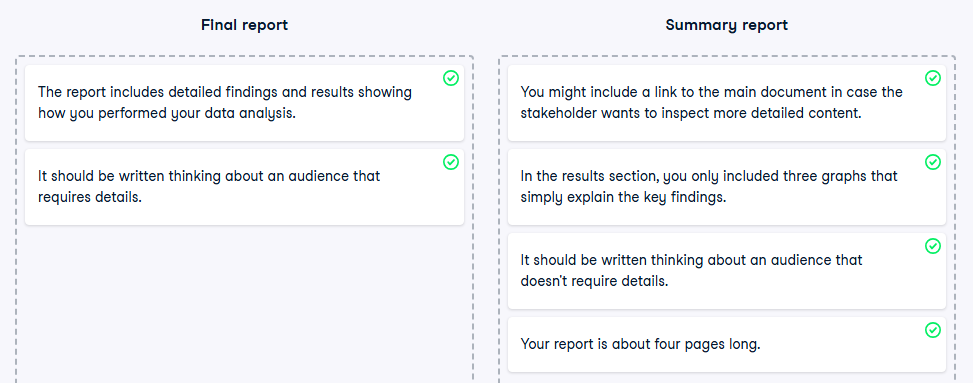 Final report
The report includes detailed findings and results showing
how you performed your data analysis.
It should be written thinking about an audience that
requires details.
Summary report
You might include a link to the main document in case the
stakeholder wants to inspect more detailed content.
In the results section, you only included three graphs that
simply explain the key findings.
It should be written thinking about an audience that
doesn't require details.
Your report is about four pages long.